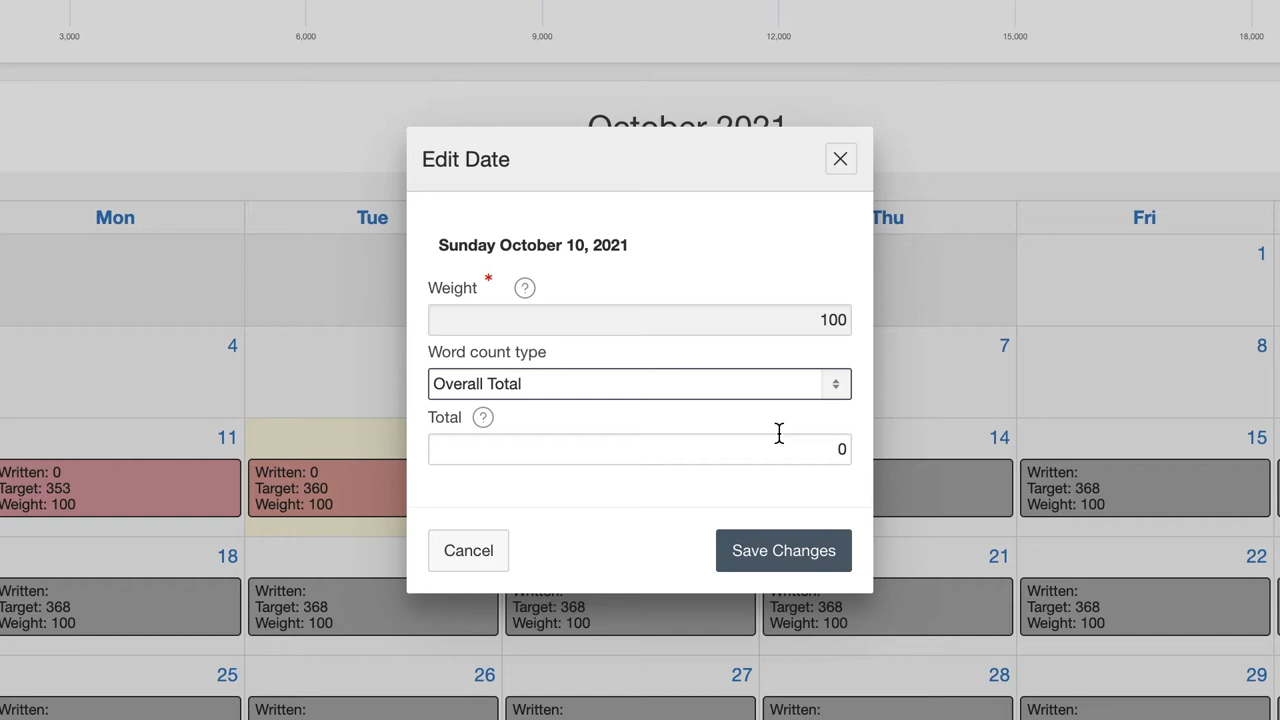 3,000
6,000
9,000
12,000
15,000
18,000
October 2021
Edit Date
Mon
Tue
Thu
Fri
Sunday October 10, 2021
Weight *
?
100
Word count type
Overall Total
Total
?
0
Cancel
Save Changes
1
4
7
8
11
14
15
Written: 0
Target: 353
Weight: 100
Written: 0
Target: 360
Weight: 100
Written:
Target: 368
Weight: 100
18
21
22
Written:
Target: 368
Weight: 100
Written:
Target: 368
Weight: 100
Written:
Target: 368
Weight: 100
Written:
Target: 368
Weight: 100
Written:
Target: 368
Weight: 100
25
26
27
28
29
Written:
Written:
Written:
Written:
Written: